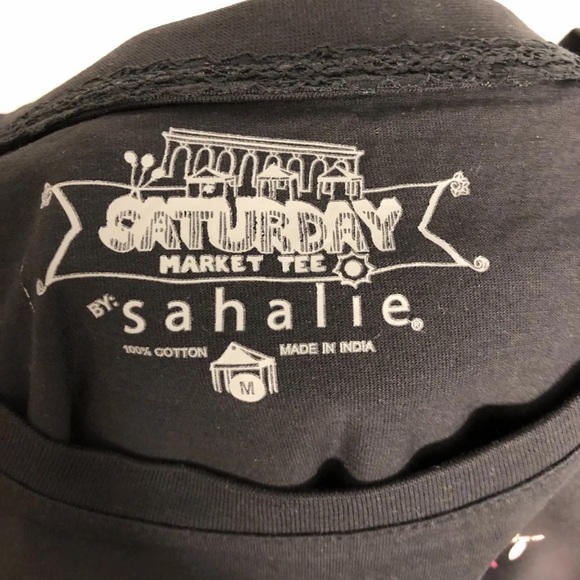 SATURDAY
MARKET TEE
BY: sahalie®
100% COTTON MADE IN INDIA
M